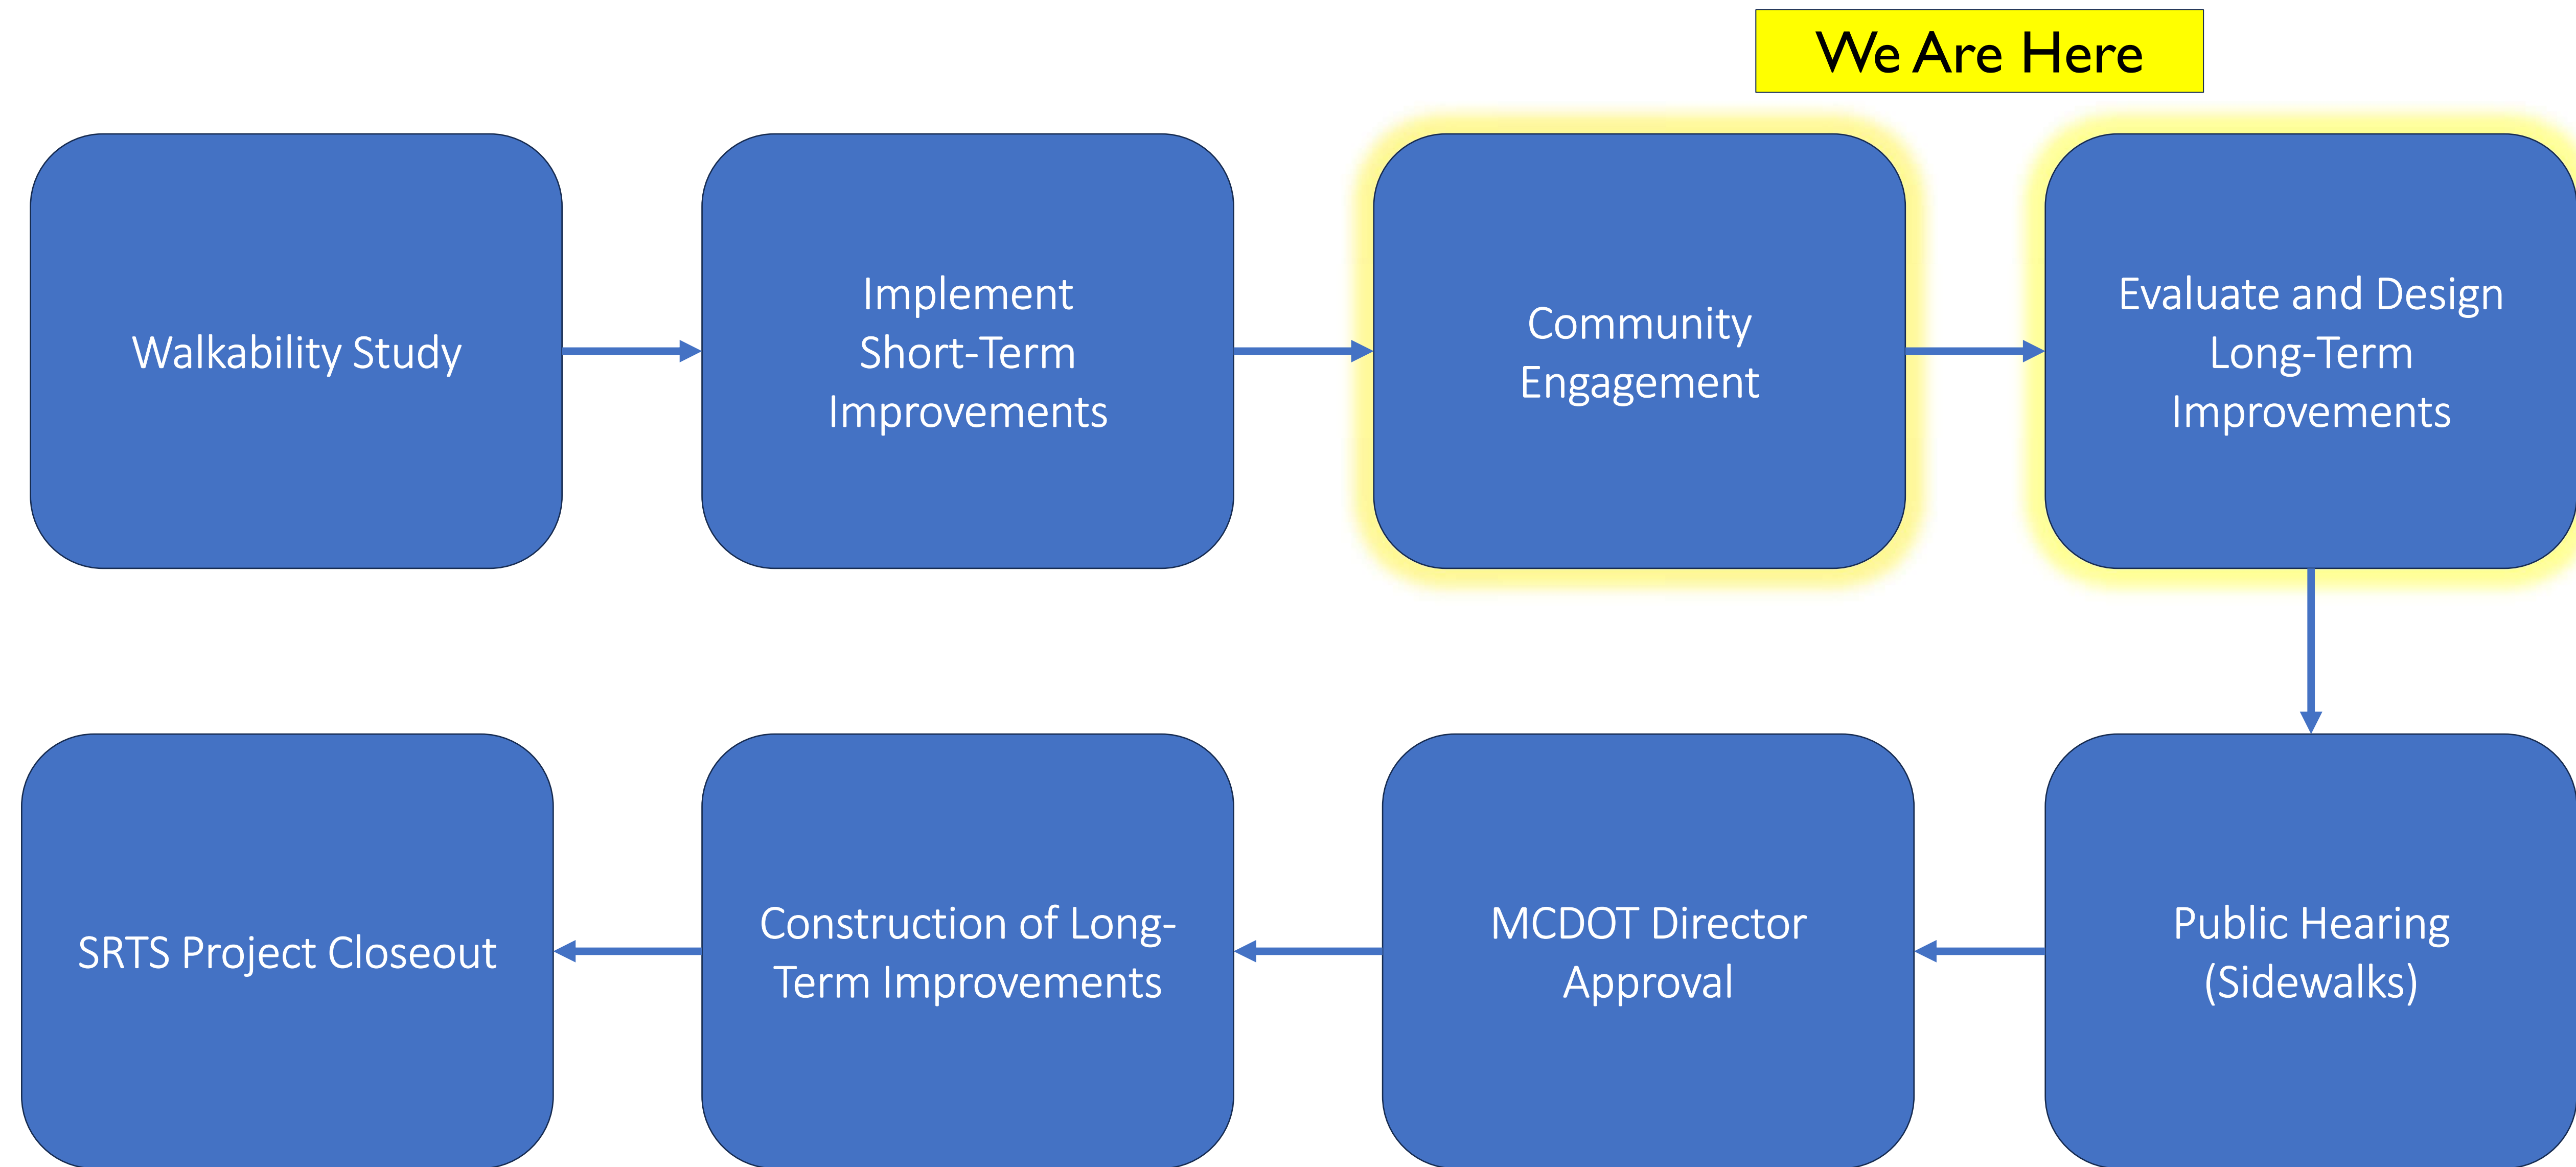 We Are Here
Walkability Study
Implement
Short-Term
Improvements
Community
Engagement
Evaluate and Design
Long-Term
Improvements
SRTS Project Closeout
Construction of Long-
Term Improvements
MCDOT Director
Approval
Public Hearing
(Sidewalks)